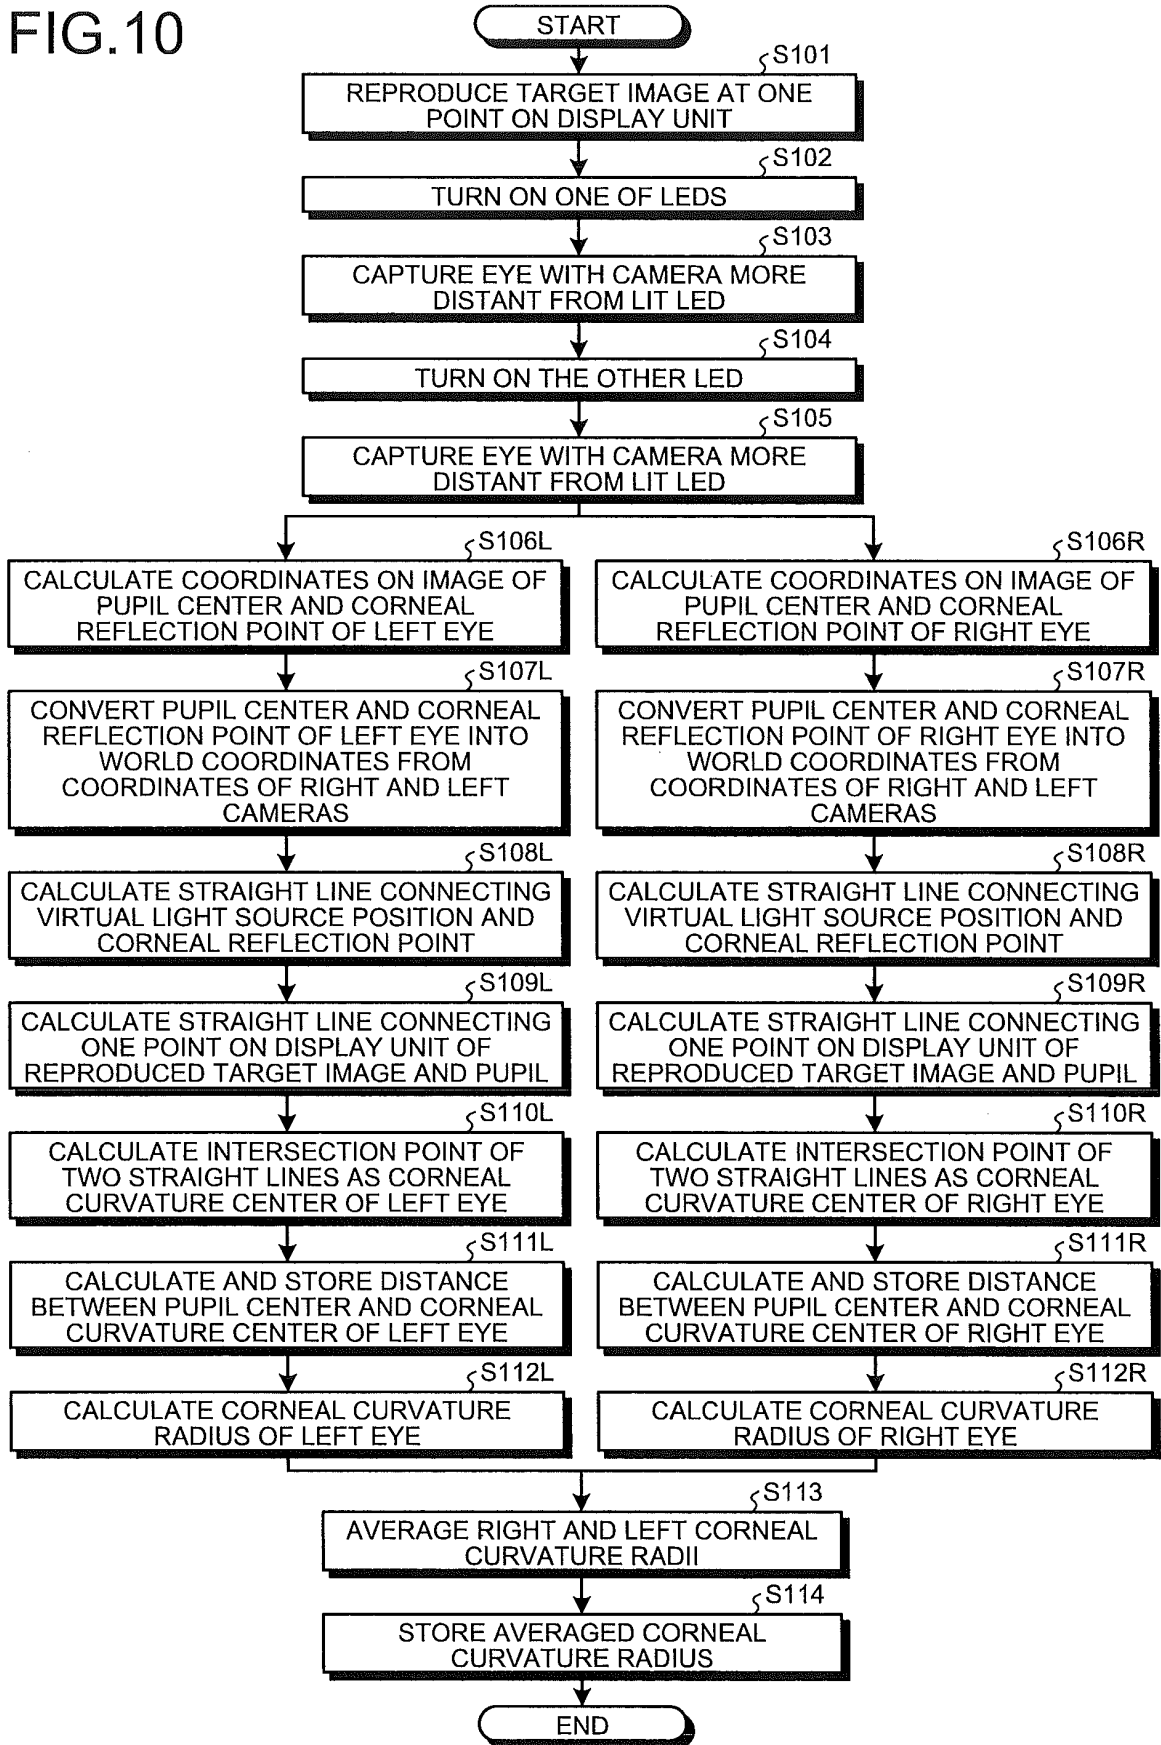 FIG.10
START
S101
REPRODUCE TARGET IMAGE AT ONE
POINT ON DISPLAY UNIT
S102
TURN ON ONE OF LEDS
S103
CAPTURE EYE WITH CAMERA MORE
DISTANT FROM LIT LED
S104
TURN ON THE OTHER LED
S105
CAPTURE EYE WITH CAMERA MORE
DISTANT FROM LIT LED
S106L
CALCULATE COORDINATES ON IMAGE OF
PUPIL CENTER AND CORNEAL
REFLECTION POINT OF LEFT EYE
S107L
CONVERT PUPIL CENTER AND CORNEAL
REFLECTION POINT OF LEFT EYE INTO
WORLD COORDINATES FROM
COORDINATES OF RIGHT AND LEFT
CAMERAS
S108L
CALCULATE STRAIGHT LINE CONNECTING
VIRTUAL LIGHT SOURCE POSITION AND
CORNEAL REFLECTION POINT
S109L
CALCULATE STRAIGHT LINE CONNECTING
ONE POINT ON DISPLAY UNIT OF
REPRODUCED TARGET IMAGE AND PUPIL
S110L
CALCULATE INTERSECTION POINT OF
TWO STRAIGHT LINES AS CORNEAL
CURVATURE CENTER OF LEFT EYE
S111L
CALCULATE AND STORE DISTANCE
BETWEEN PUPIL CENTER AND CORNEAL
CURVATURE CENTER OF LEFT EYE
S112L
CALCULATE CORNEAL CURVATURE
RADIUS OF LEFT EYE
S106R
CALCULATE COORDINATES ON IMAGE OF
PUPIL CENTER AND CORNEAL
REFLECTION POINT OF RIGHT EYE
S107R
CONVERT PUPIL CENTER AND CORNEAL
REFLECTION POINT OF RIGHT EYE INTO
WORLD COORDINATES FROM
COORDINATES OF RIGHT AND LEFT
CAMERAS
S108R
CALCULATE STRAIGHT LINE CONNECTING
VIRTUAL LIGHT SOURCE POSITION AND
CORNEAL REFLECTION POINT
S109R
CALCULATE STRAIGHT LINE CONNECTING
ONE POINT ON DISPLAY UNIT OF
REPRODUCED TARGET IMAGE AND PUPIL
S110R
CALCULATE INTERSECTION POINT OF
TWO STRAIGHT LINES AS CORNEAL
CURVATURE CENTER OF RIGHT EYE
S111R
CALCULATE AND STORE DISTANCE
BETWEEN PUPIL CENTER AND CORNEAL
CURVATURE CENTER OF RIGHT EYE
S112R
CALCULATE CORNEAL CURVATURE
RADIUS OF RIGHT EYE
S113
AVERAGE RIGHT AND LEFT CORNEAL
CURVATURE RADII
S114
STORE AVERAGED CORNEAL
CURVATURE RADIUS
END